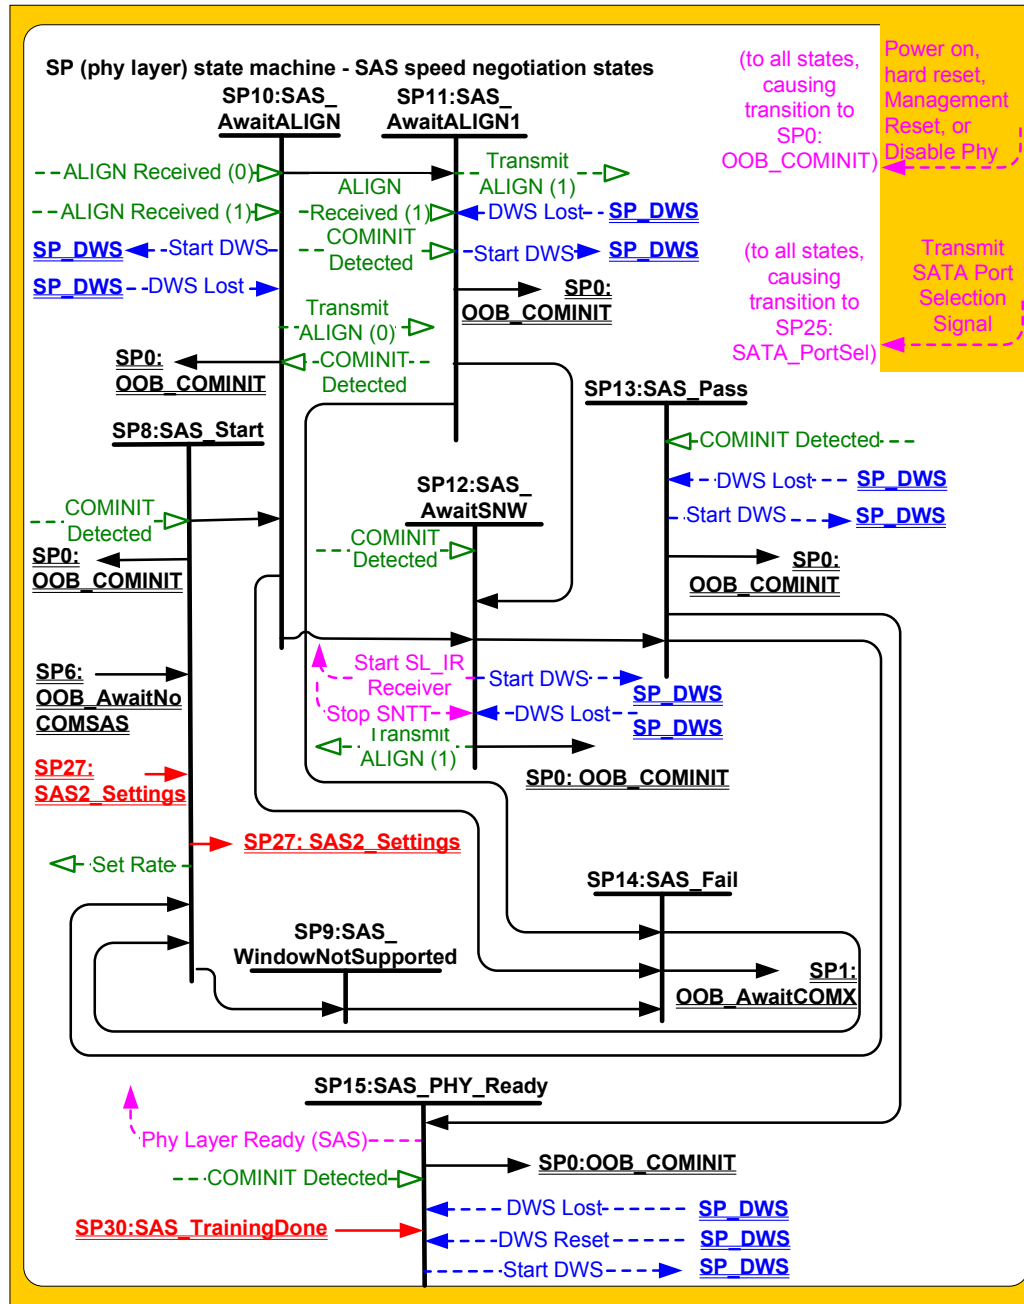 SP (phy layer) state machine - SAS speed negotiation states
(to all states,
causing
transition to
SP0:
OOB_COMINIT)
Power on,
hard reset,
Management
Reset, or
Disable Phy
SP10:SAS_
AwaitALIGN
SP11:SAS_
AwaitALIGN1
ALIGN Received (0)
Transmit
ALIGN (1)
ALIGN Received (1)
ALIGN
Received (1)
DWS Lost
SP_DWS
SP_DWS
Start DWS
COMINIT
Detected
Start DWS
SP_DWS
SP_DWS
DWS Lost
SP0:
OOB_COMINIT
(to all states,
causing
transition to
SP25:
SATA_PortSel)
Transmit
SATA Port
Selection
Signal
Transmit
ALIGN (0)
SP0:
OOB_COMINIT
COMINIT
Detected
SP13:SAS_Pass
SP8:SAS_Start
COMINIT Detected
DWS Lost
SP_DWS
Start DWS
SP_DWS
SP0:
OOB_COMINIT
SP12:SAS_
AwaitSNW
COMINIT
Detected
COMINIT
Detected
SP0:
OOB_COMINIT
SP6:
OOB_AwaitNo
COMSAS
Start SL_IR
Receiver
Start DWS
SP_DWS
Stop SNTT
DWS Lost
SP_DWS
Transmit
ALIGN (1)
SP0: OOB_COMINIT
SP27:
SAS2_Settings
SP27: SAS2_Settings
Set Rate
SP14:SAS_Fail
SP9:SAS_
WindowNotSupported
SP1:
OOB_AwaitCOMX
SP15:SAS_PHY_Ready
Phy Layer Ready (SAS)
SP0:OOB_COMINIT
COMINIT Detected
DWS Lost
SP_DWS
SP30:SAS_TrainingDone
DWS Reset
SP_DWS
Start DWS
SP_DWS